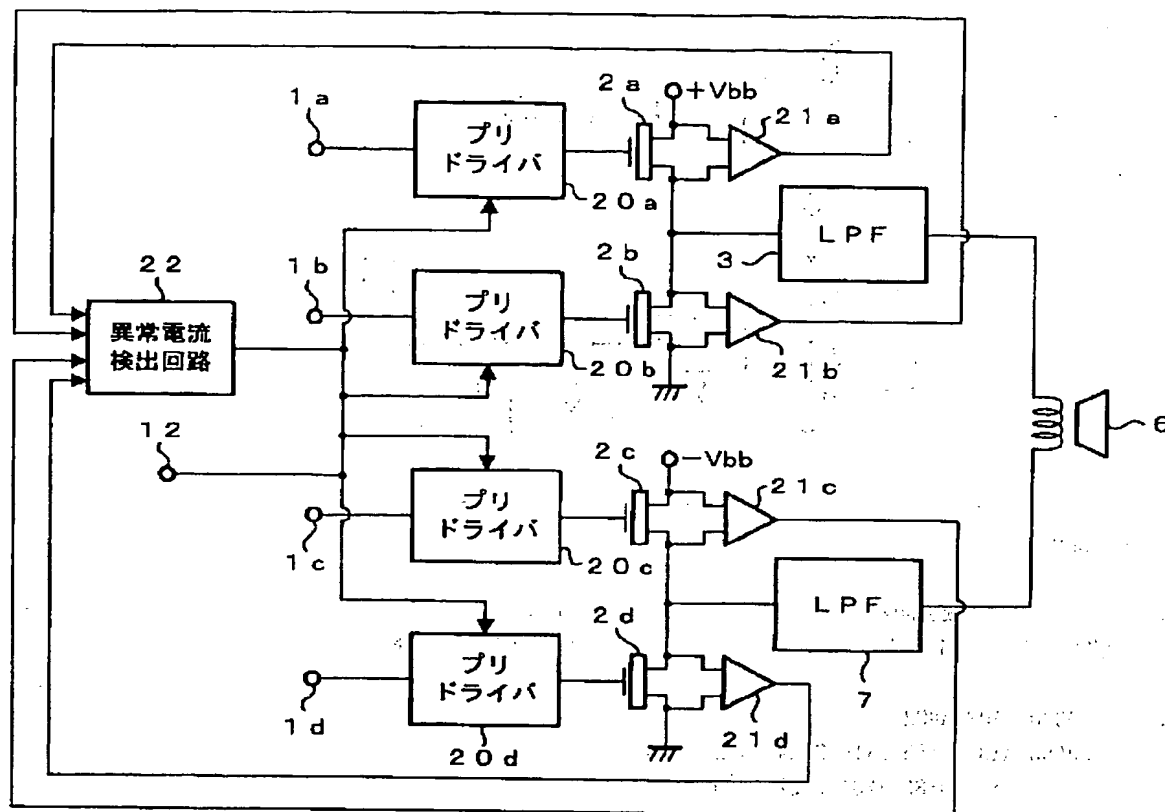 1a
プリ
ドライバ
20a
2a
+Vbb
21a
LPF
3
22
異常電流
検出回路
1b
プリ
ドライバ
20b
2b
21b
6
12
1c
プリ
ドライバ
20c
2c
-Vbb
21c
LPF
7
1d
プリ
ドライバ
20d
2d
21d